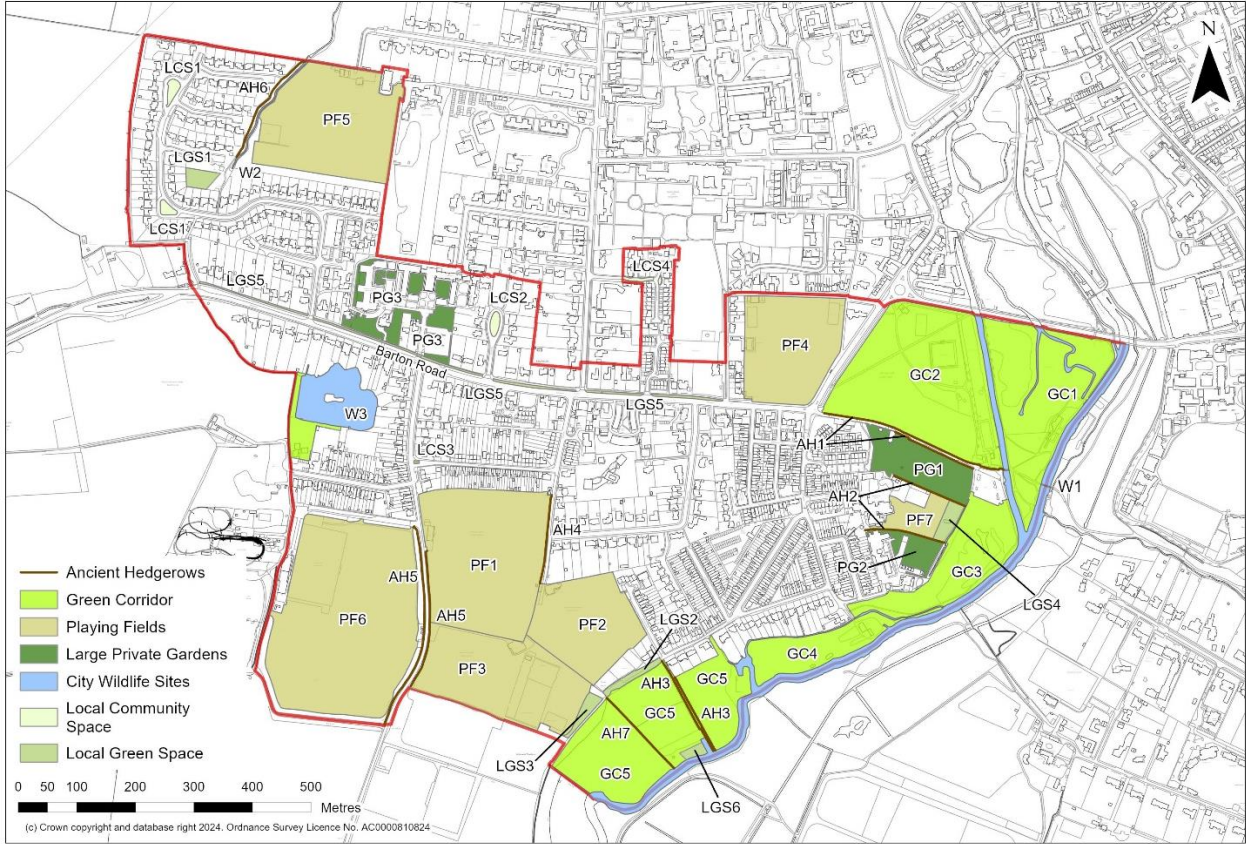 N
LCS1
AH6
PF5
LGS1
W2
LCS1
LGS5
PG3
LCS2
LCS4
PG3
Barton Road
LGS5
LGS5
PF4
GC2
GC1
W3
LCS3
AH1
PG1
W1
AH2
PF7
PG2
GC3
LGS4
AH4
AH5
PF1
AH5
PF6
PF2
PF3
LGS2
GC4
AH3
GC5
GC5
AH3
AH7
LGS3
GC5
LGS6
Ancient Hedgerows
Green Corridor
Playing Fields
Large Private Gardens
City Wildlife Sites
Local Community
Space
Local Green Space
0 50 100 200 300 400 500
Metres
(c) Crown copyright and database right 2024. Ordnance Survey Licence No. AC0000810824